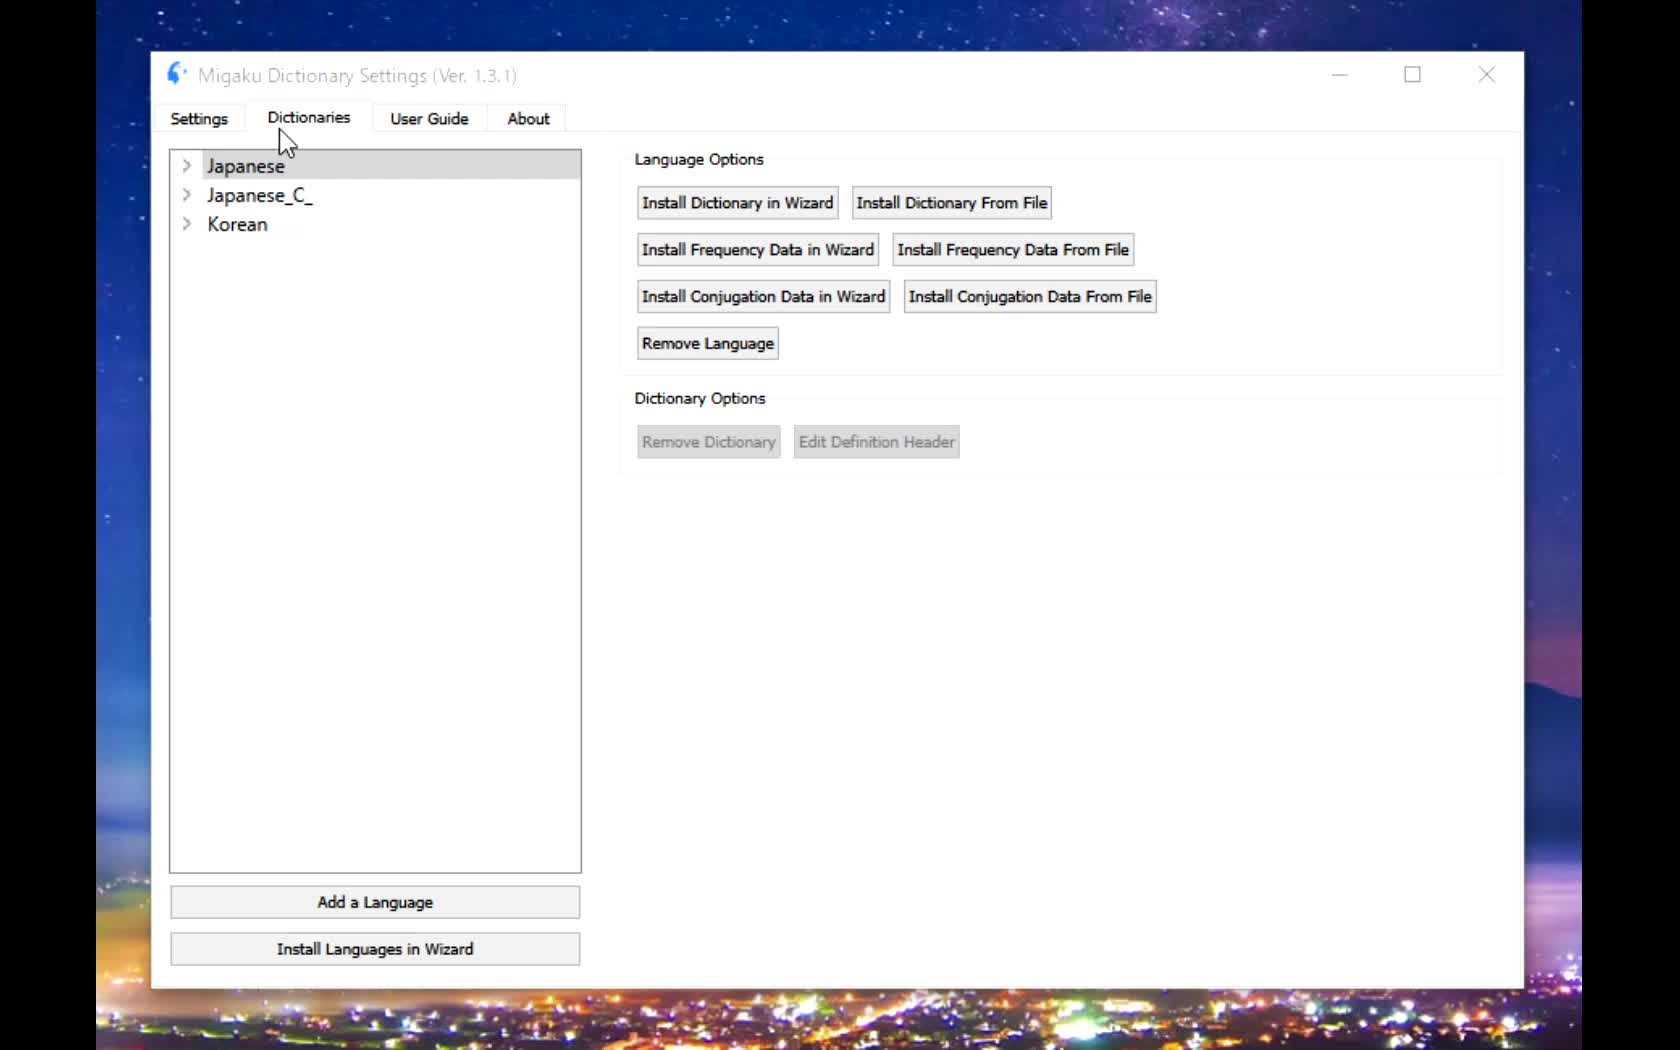 Migaku Dictionary Settings (Ver. 1.3.1)
Settings Dictionaries User Guide About
Japanese
Japanese_C_
Korean
Add a Language
Install Languages in Wizard
Language Options
Install Dictionary in Wizard Install Dictionary From File
Install Frequency Data in Wizard Install Frequency Data From File
Install Conjugation Data in Wizard Install Conjugation Data From File
Remove Language
Dictionary Options
Remove Dictionary Edit Definition Header